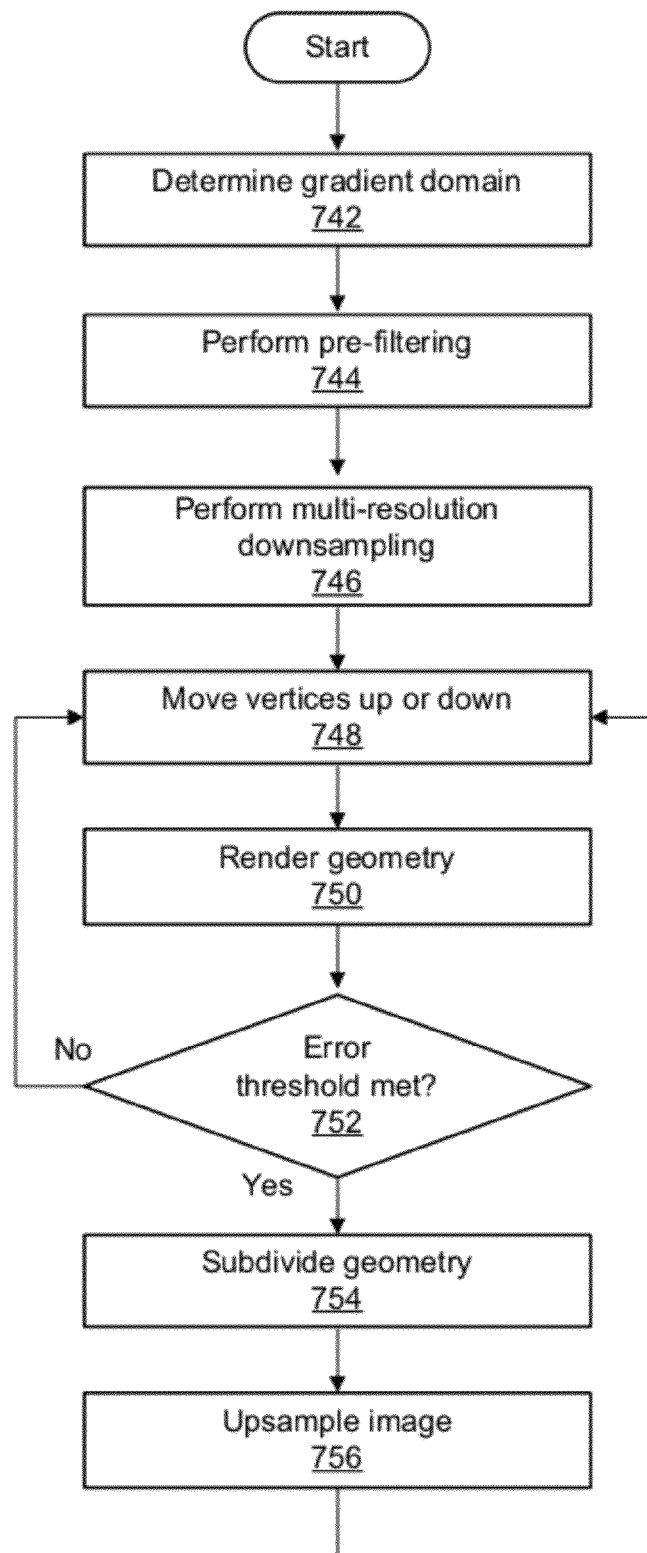 Start
Determine gradient domain
742
Perform pre-filtering
744
Perform multi-resolution
downsampling
746
Move vertices up or down
748
Render geometry
750
No
Error
threshold met?
752
Yes
Subdivide geometry
754
Upsample image
756